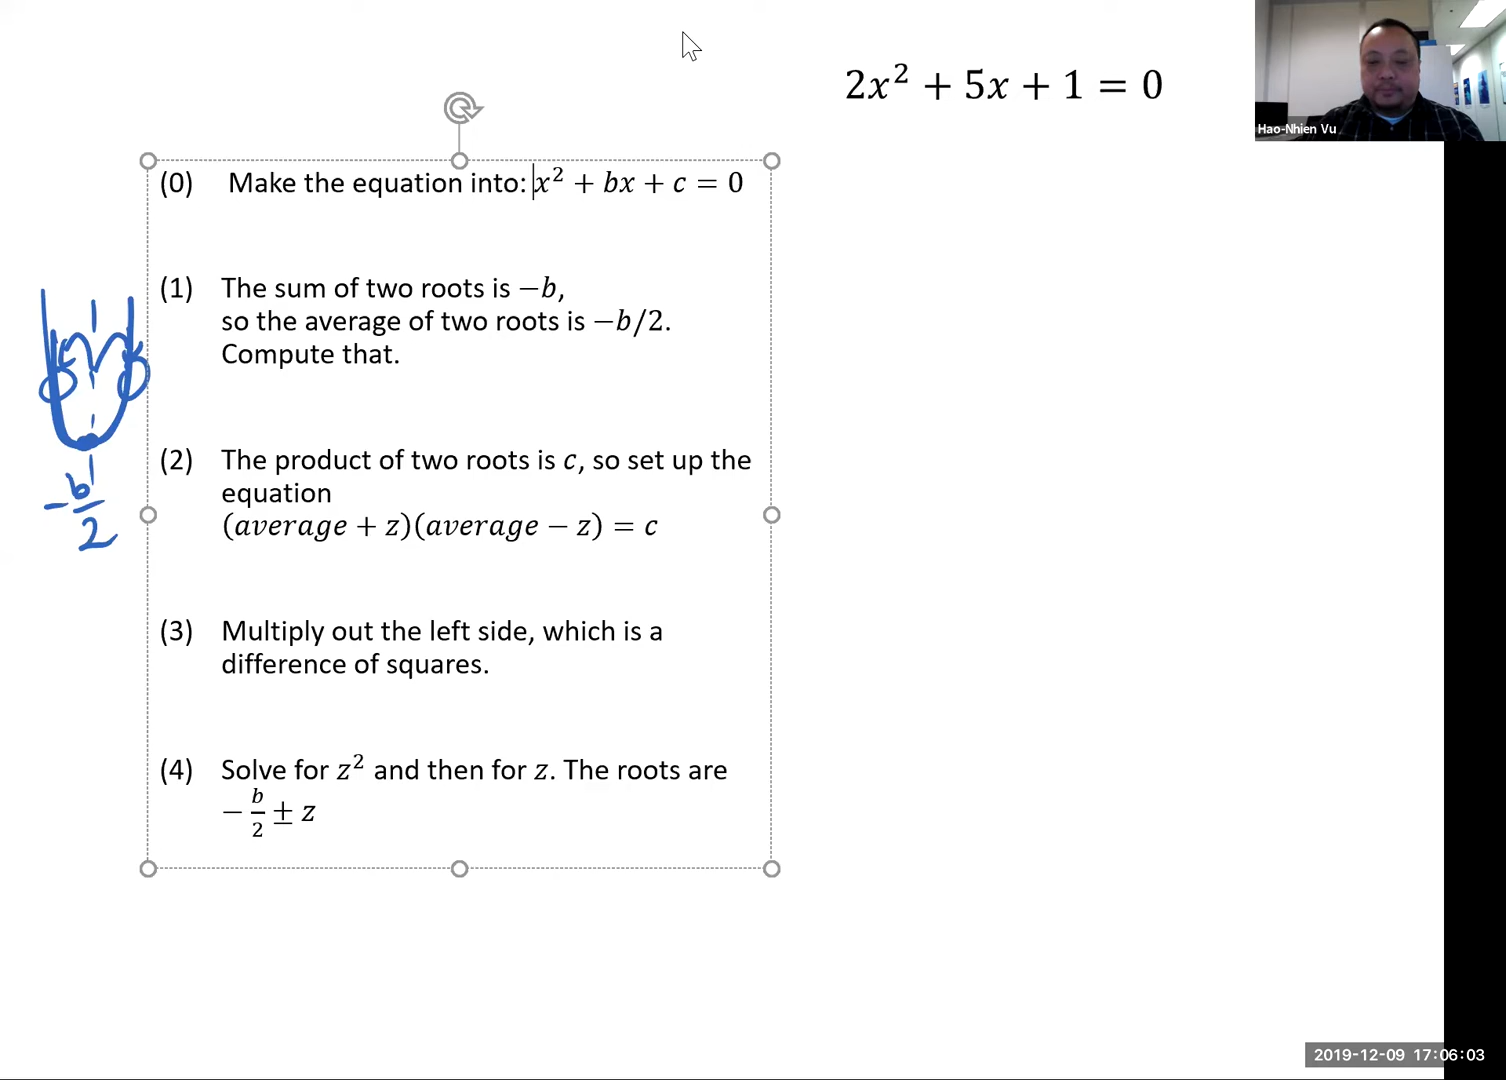 2x² + 5x + 1 = 0
Hao-Nhien Vu
(0) Make the equation into: x² + bx + c = 0
(1) The sum of two roots is −b,
so the average of two roots is −b/2.
Compute that.
(2) The product of two roots is c, so set up the
equation
(average + z)(average − z) = c
−b/2
(3) Multiply out the left side, which is a
difference of squares.
(4) Solve for z² and then for z. The roots are
−b/2 ± z
2019-12-09 17:06:03